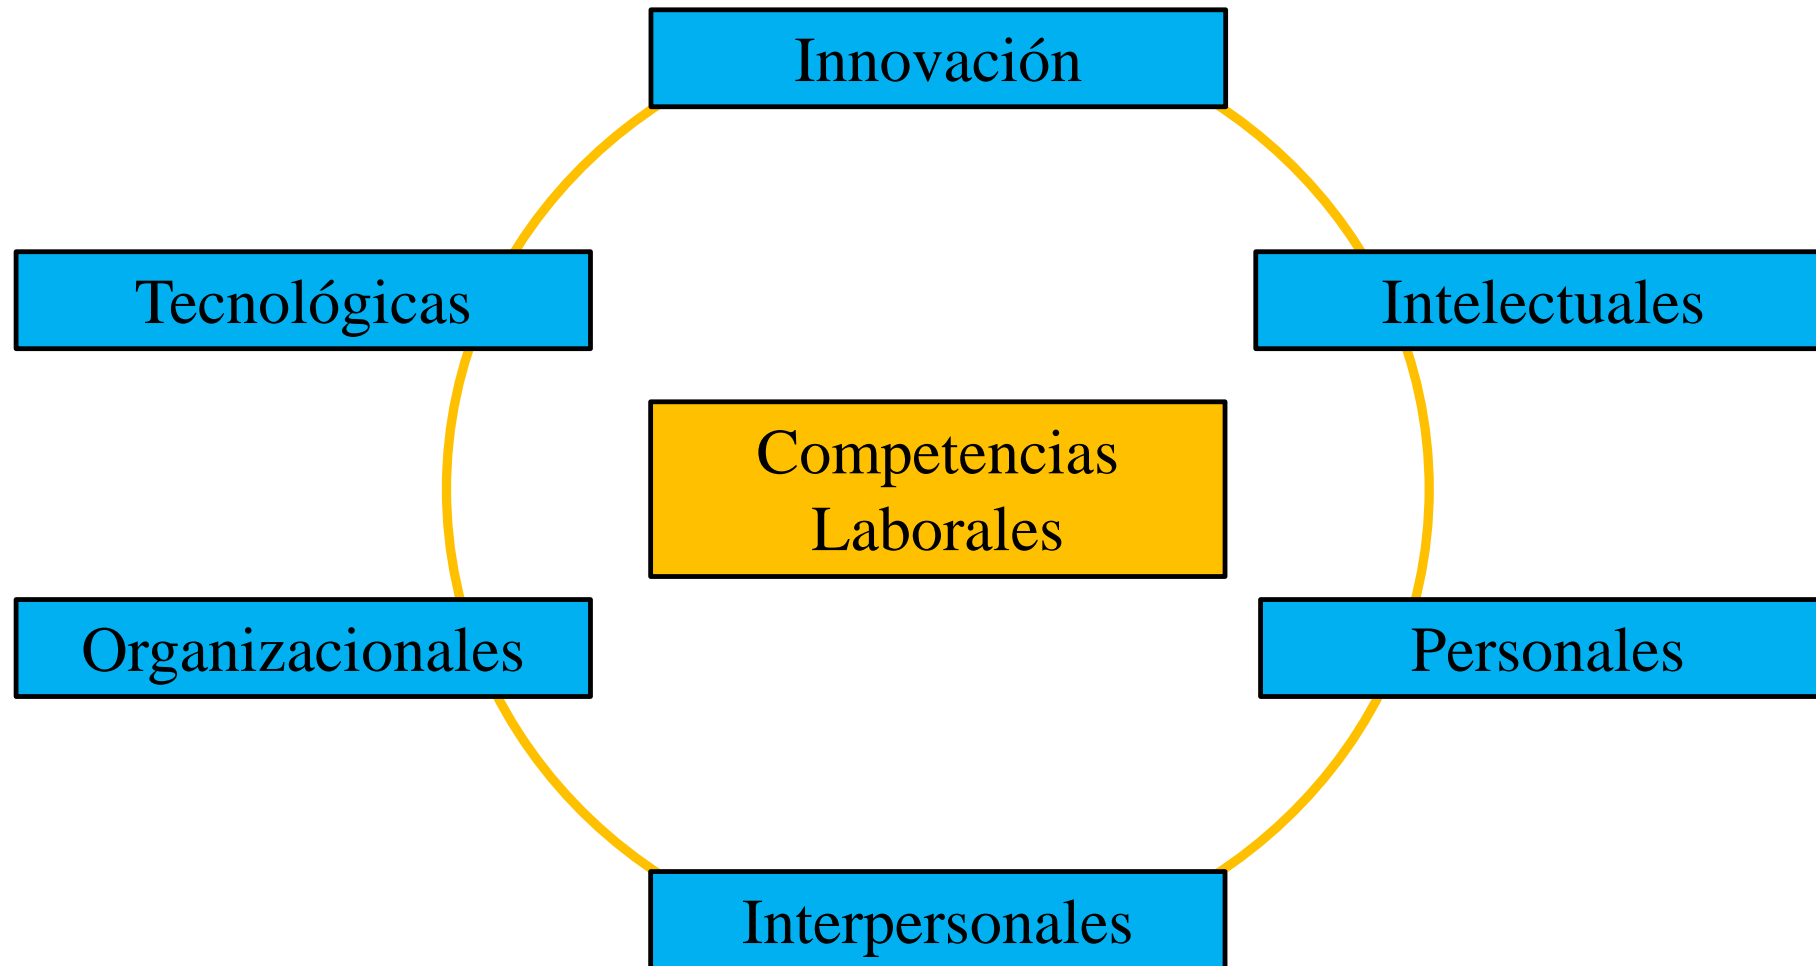 Innovación
Tecnológicas
Intelectuales
Competencias
Laborales
Organizacionales
Personales
Interpersonales